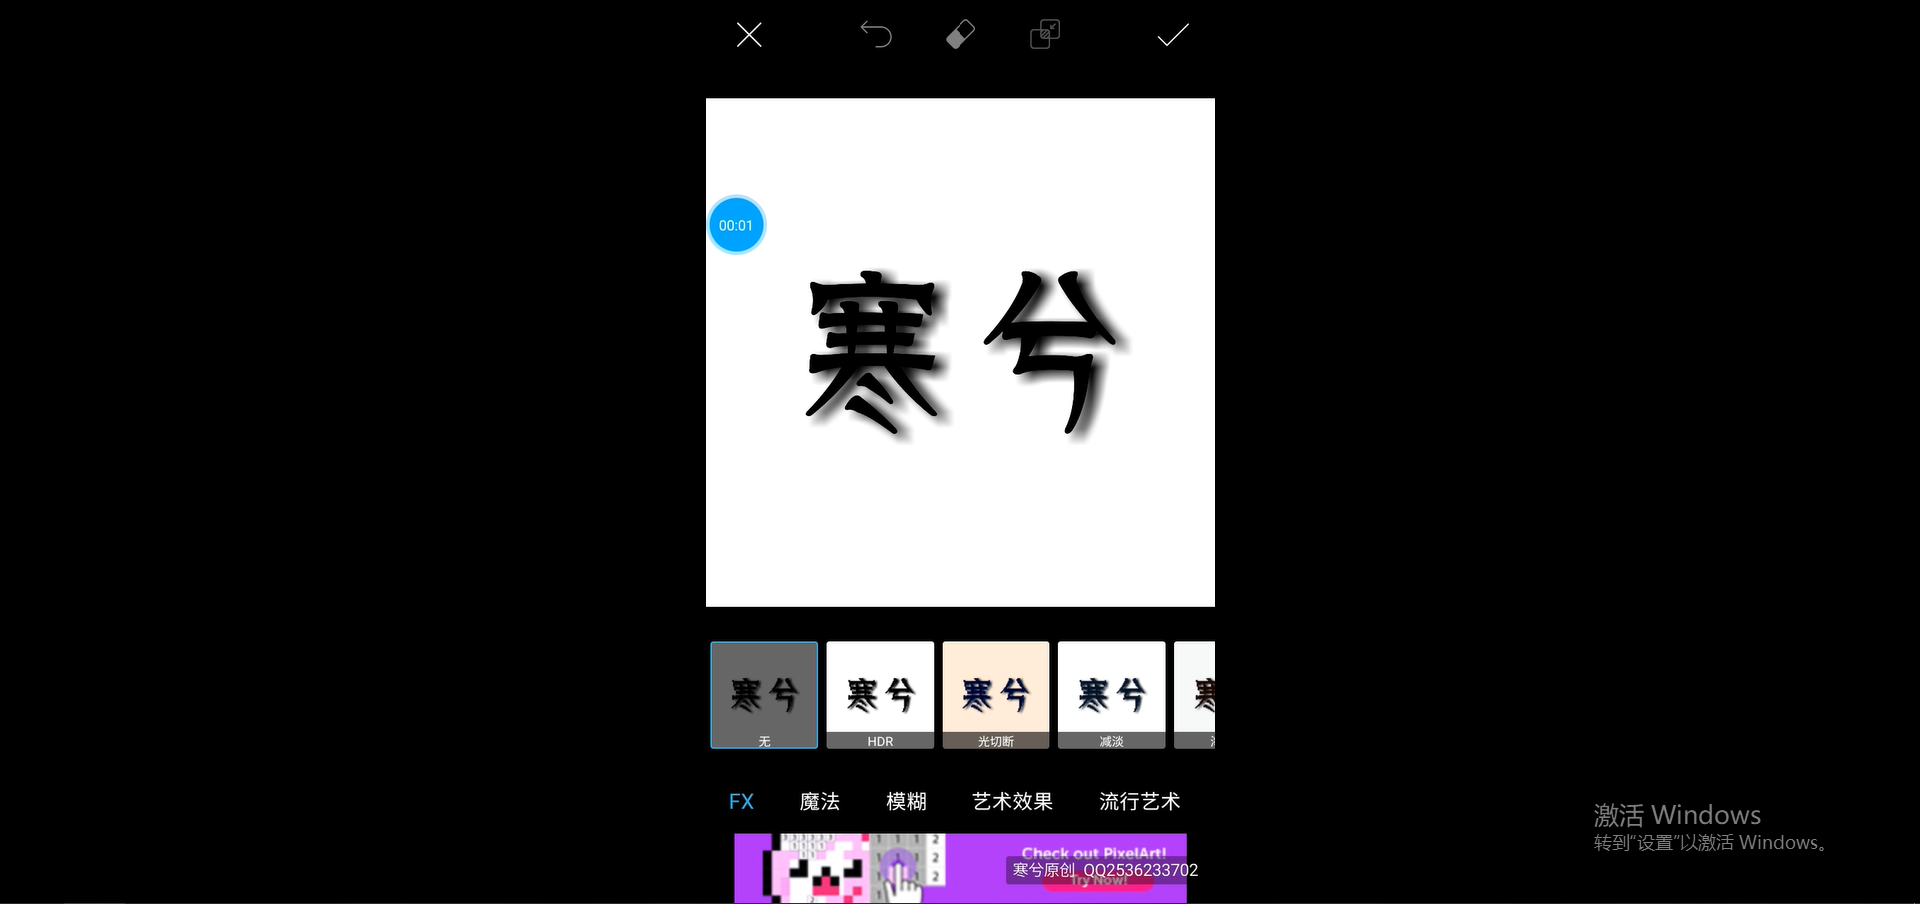 00:01
寒兮
寒兮
寒兮
寒兮
寒兮
寒
无
HDR
光切断
减淡
FX
魔法
模糊
艺术效果
流行艺术
激活 Windows
转到“设置”以激活 Windows。
Check out PixelArt!
寒兮原创 QQ2536233702
Try Now!